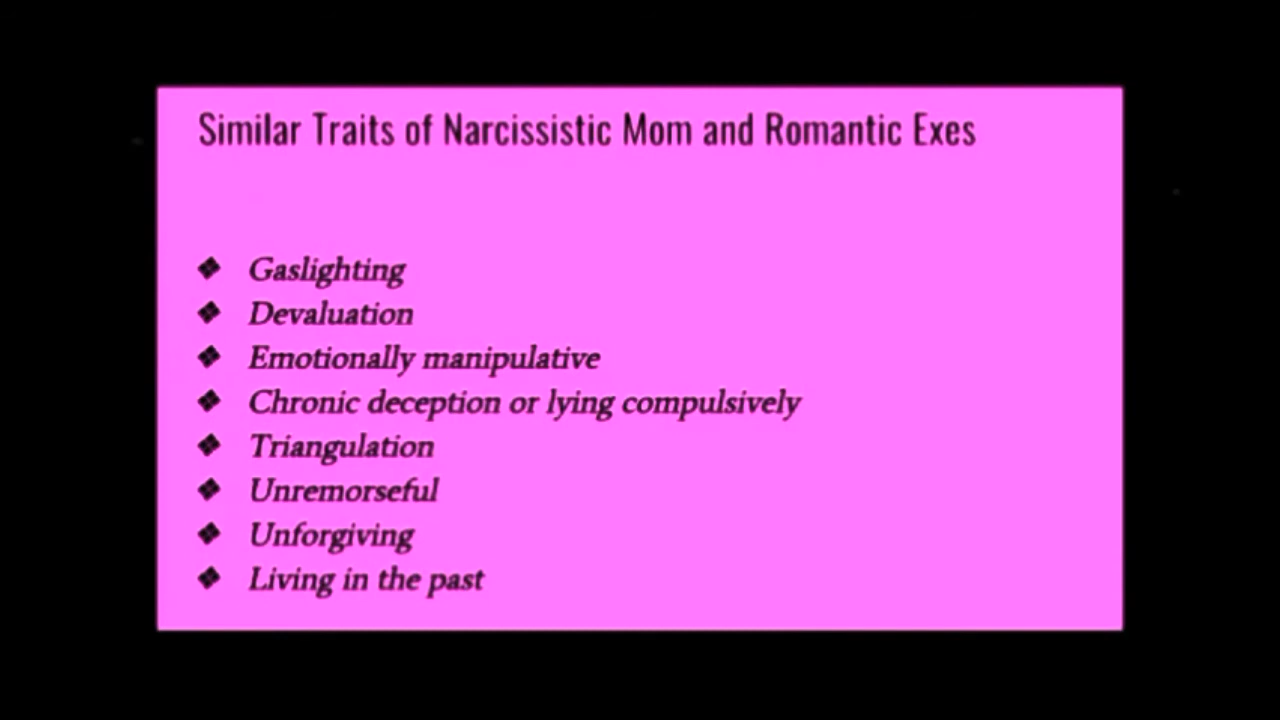 Similar Traits of Narcissistic Mom and Romantic Exes
❖ Gaslighting
❖ Devaluation
❖ Emotionally manipulative
❖ Chronic deception or lying compulsively
❖ Triangulation
❖ Unremorseful
❖ Unforgiving
❖ Living in the past